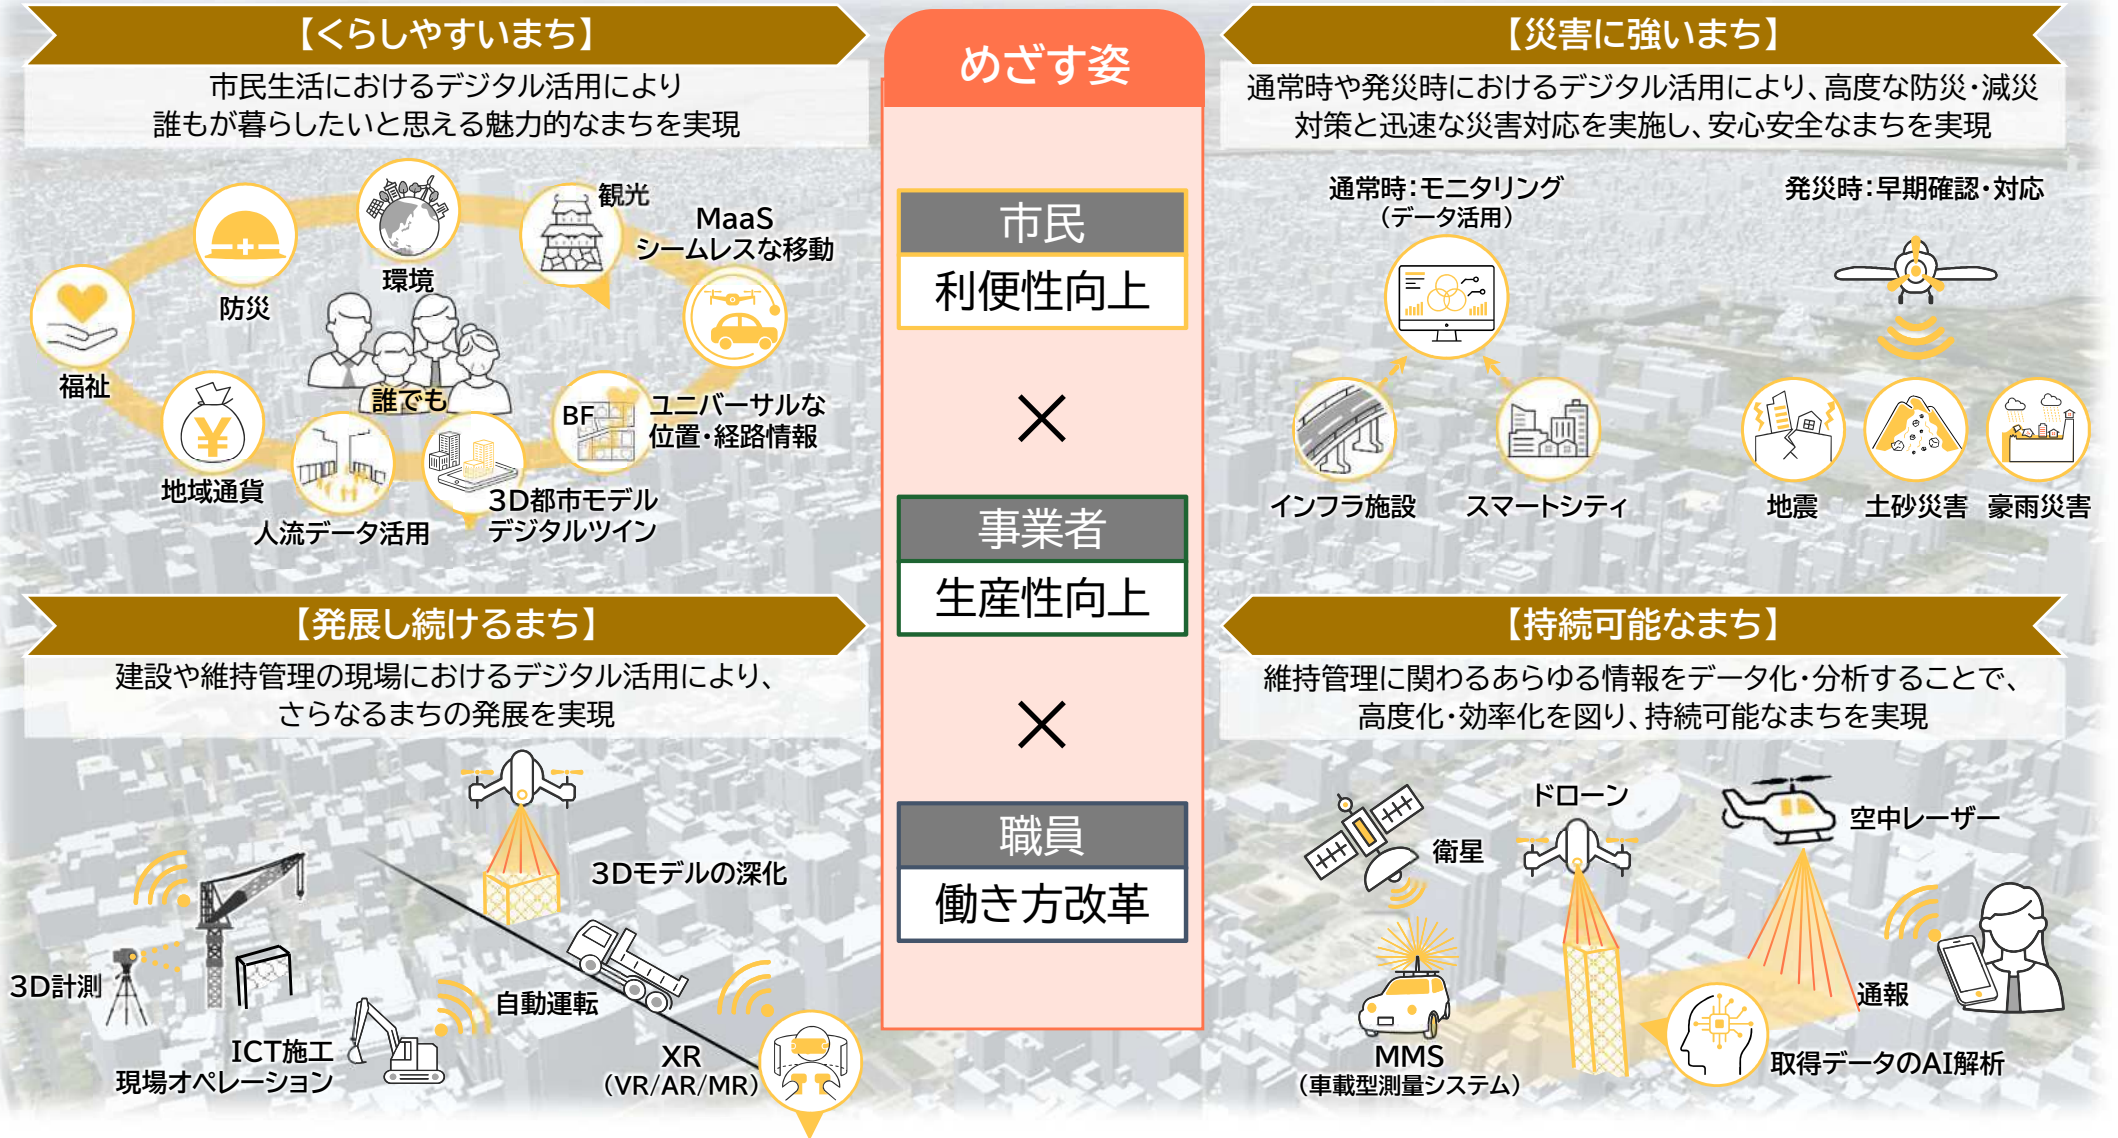 【くらしやすいまち】
市民生活におけるデジタル活用により
誰もが暮らしたいと思える魅力的なまちを実現
福祉
防災
環境
観光
MaaS
シームレスな移動
誰でも
地域通貨
人流データ活用
3D都市モデル
デジタルツイン
BF
ユニバーサルな
位置・経路情報
めざす姿
市民
利便性向上
×
事業者
生産性向上
×
職員
働き方改革
【災害に強いまち】
通常時や発災時におけるデジタル活用により、高度な防災・減災
対策と迅速な災害対応を実施し、安心安全なまちを実現
通常時：モニタリング
（データ活用）
発災時：早期確認・対応
インフラ施設
スマートシティ
地震
土砂災害
豪雨災害
【発展し続けるまち】
建設や維持管理の現場におけるデジタル活用により、
さらなるまちの発展を実現
3Dモデルの深化
3D計測
自動運転
ICT施工
現場オペレーション
XR
（VR/AR/MR）
【持続可能なまち】
維持管理に関わるあらゆる情報をデータ化・分析することで、
高度化・効率化を図り、持続可能なまちを実現
衛星
ドローン
空中レーザー
通報
MMS
（車載型測量システム）
取得データのAI解析